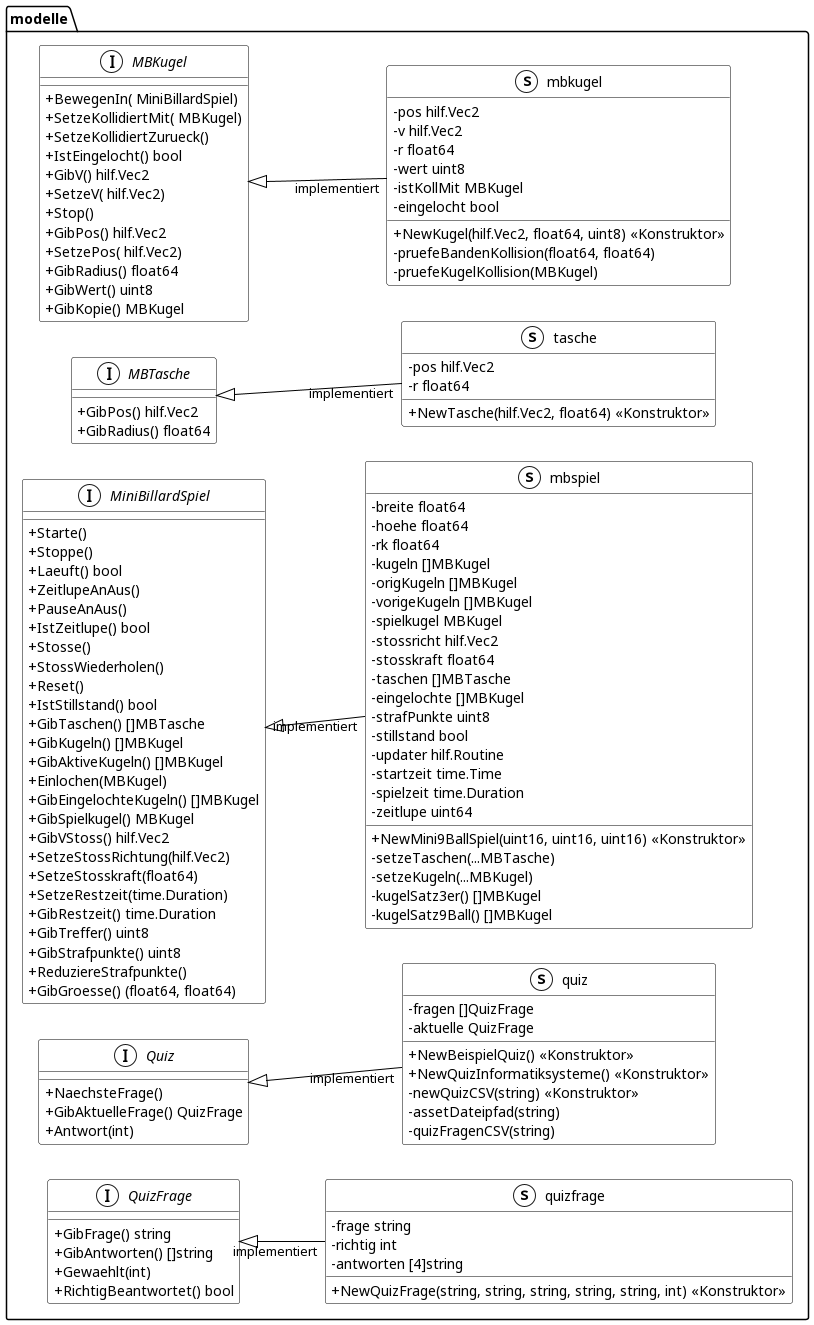 modelle
I MBKugel
+BewegenIn( MiniBillardSpiel)
+SetzeKollidiertMit( MBKugel)
+SetzeKollidiertZurueck()
+IstEingelocht() bool
+GibV() hilf.Vec2
+SetzeV( hilf.Vec2)
+Stop()
+GibPos() hilf.Vec2
+SetzePos( hilf.Vec2)
+GibRadius() float64
+GibWert() uint8
+GibKopie() MBKugel
implementiert
S mbkugel
-pos hilf.Vec2
-v hilf.Vec2
-r float64
-wert uint8
-istKollMit MBKugel
-eingelocht bool
+NewKugel(hilf.Vec2, float64, uint8) «Konstruktor»
-pruefeBandenKollision(float64, float64)
-pruefeKugelKollision(MBKugel)
I MBTasche
+GibPos() hilf.Vec2
+GibRadius() float64
implementiert
S tasche
-pos hilf.Vec2
-r float64
+NewTasche(hilf.Vec2, float64) «Konstruktor»
I MiniBillardSpiel
+Starte()
+Stoppe()
+Laeuft() bool
+ZeitlupeAnAus()
+PauseAnAus()
+IstZeitlupe() bool
+Stosse()
+StossWiederholen()
+Reset()
+IstStillstand() bool
+GibTaschen() []MBTasche
+GibKugeln() []MBKugel
+GibAktiveKugeln() []MBKugel
+Einlochen(MBKugel)
+GibEingelochteKugeln() []MBKugel
+GibSpielkugel() MBKugel
+GibVStoss() hilf.Vec2
+SetzeStossRichtung(hilf.Vec2)
+SetzeStosskraft(float64)
+SetzeRestzeit(time.Duration)
+GibRestzeit() time.Duration
+GibTreffer() uint8
+GibStrafpunkte() uint8
+ReduziereStrafpunkte()
+GibGroesse() (float64, float64)
implementiert
S mbspiel
-breite float64
-hoehe float64
-rk float64
-kugeln []MBKugel
-origKugeln []MBKugel
-vorigeKugeln []MBKugel
-spielkugel MBKugel
-stossricht hilf.Vec2
-stosskraft float64
-taschen []MBTasche
-eingelochte []MBKugel
-strafPunkte uint8
-stillstand bool
-updater hilf.Routine
-startzeit time.Time
-spielzeit time.Duration
-zeitlupe uint64
+NewMini9BallSpiel(uint16, uint16, uint16) «Konstruktor»
-setzeTaschen(...MBTasche)
-setzeKugeln(...MBKugel)
-kugelSatz3er() []MBKugel
-kugelSatz9Ball() []MBKugel
I Quiz
+NaechsteFrage()
+GibAktuelleFrage() QuizFrage
+Antwort(int)
implementiert
S quiz
-fragen []QuizFrage
-aktuelle QuizFrage
+NewBeispielQuiz() «Konstruktor»
+NewQuizInformatiksysteme() «Konstruktor»
-newQuizCSV(string) «Konstruktor»
-assetDateipfad(string)
-quizFragenCSV(string)
I QuizFrage
+GibFrage() string
+GibAntworten() []string
+Gewaehlt(int)
+RichtigBeantwortet() bool
implementiert
S quizfrage
-frage string
-richtig int
-antworten [4]string
+NewQuizFrage(string, string, string, string, string, int) «Konstruktor»